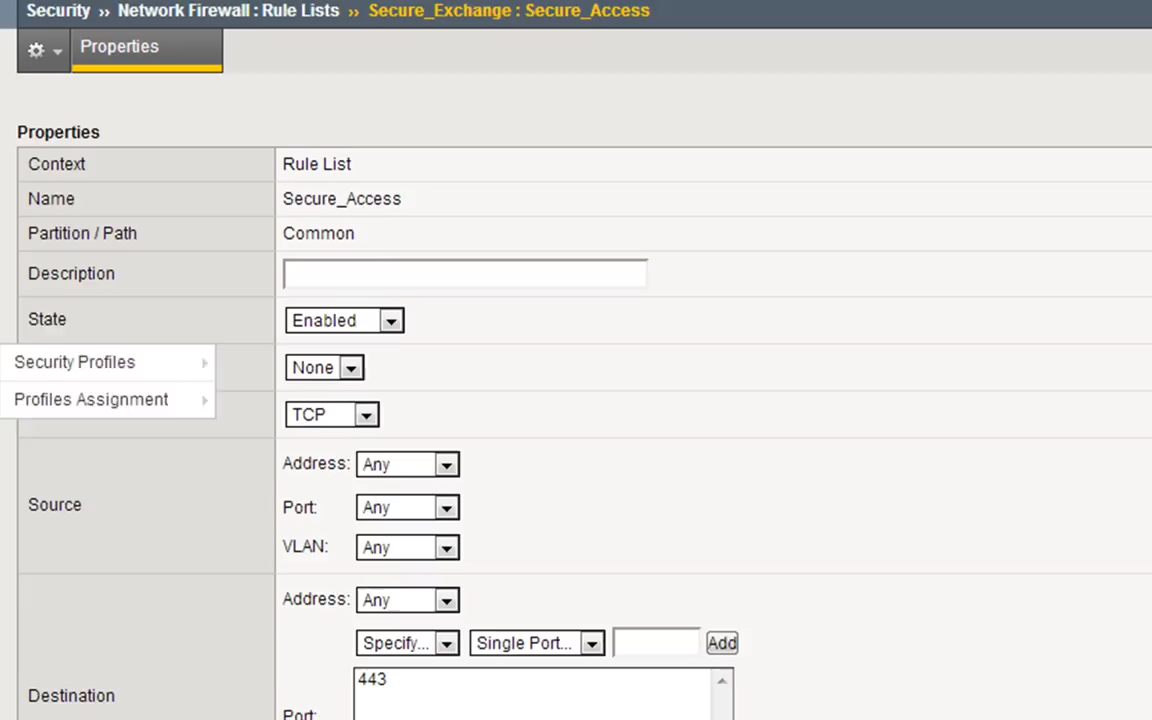 Security ›› Network Firewall : Rule Lists ›› Secure_Exchange : Secure_Access
Properties
Properties
Context Rule List
Name Secure_Access
Partition / Path Common
Description
State Enabled
Security Profiles None
Profiles Assignment TCP
Address: Any
Source Port: Any
VLAN: Any
Address: Any
Specify... Single Port... Add
443
Destination
Port: